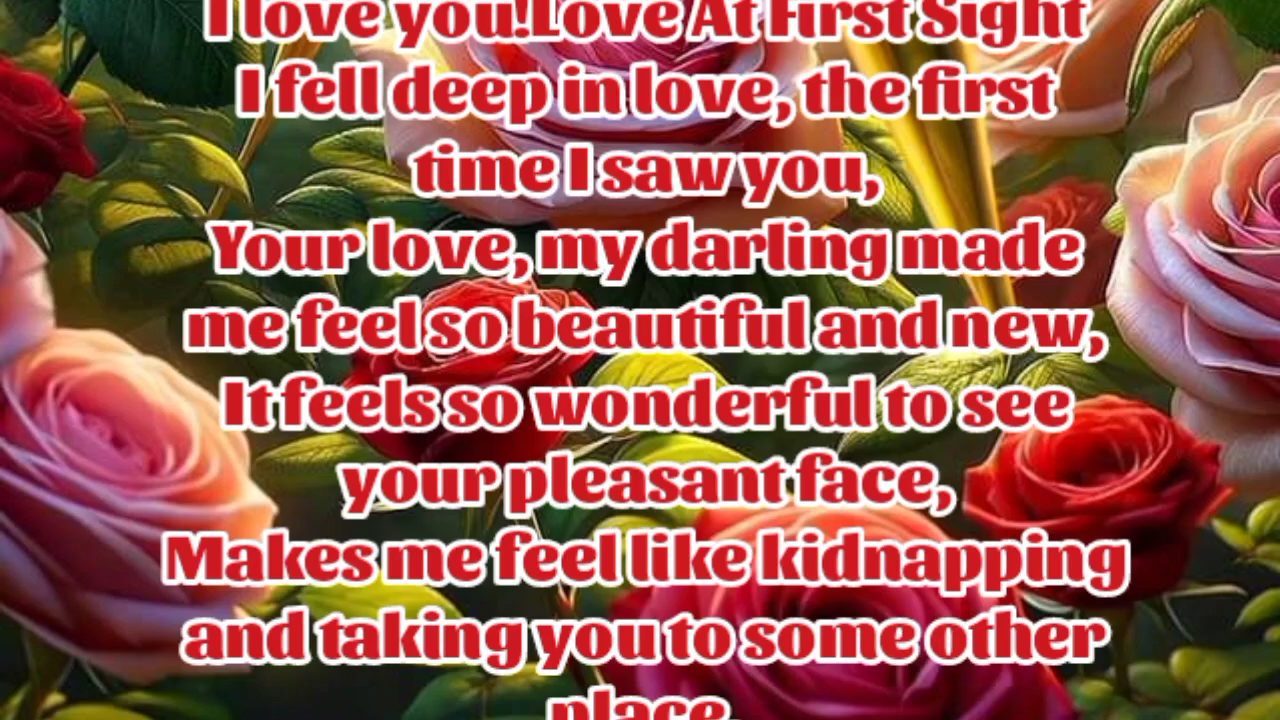 I love you!Love At First Sight
I fell deep in love, the first
time I saw you,
Your love, my darling made
me feel so beautiful and new,
It feels so wonderful to see
your pleasant face,
Makes me feel like kidnapping
and taking you to some other
place.